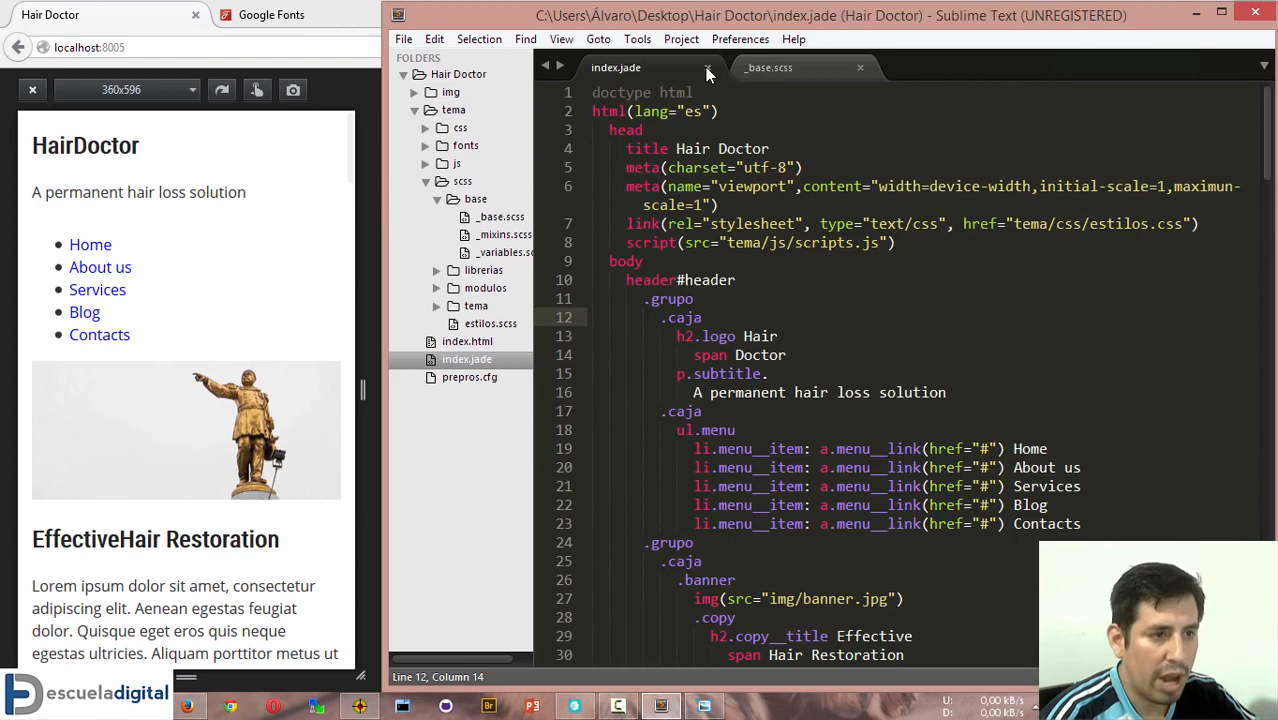 Hair Doctor
Google Fonts
C:\Users\Álvaro\Desktop\Hair Doctor\index.jade (Hair Doctor) - Sublime Text (UNREGISTERED)
localhost:8005
File Edit Selection Find View Goto Tools Project Preferences Help
360x596
HairDoctor
A permanent hair loss solution
Home
About us
Services
Blog
Contacts
EffectiveHair Restoration
Lorem ipsum dolor sit amet, consectetur
adipiscing elit. Aenean egestas feugiat
dolor. Quisque eget eros quis neque
egestas ultricies. Aliquam porttitor metus ut
FOLDERS
Hair Doctor
img
tema
css
fonts
js
scss
base
_base.scss
_mixins.scss
_variables.sc
librerias
modulos
tema
estilos.scss
index.html
index.jade
prepros.cfg
index.jade
_base.scss
1 doctype html
2 html(lang="es")
3 head
4 title Hair Doctor
5 meta(charset="utf-8")
6 meta(name="viewport",content="width=device-width,initial-scale=1,maximun-
scale=1")
7 link(rel="stylesheet", type="text/css", href="tema/css/estilos.css")
8 script(src="tema/js/scripts.js")
9 body
10 header#header
11 .grupo
12 .caja
13 h2.logo Hair
14 span Doctor
15 p.subtitle.
16 A permanent hair loss solution
17 .caja
18 ul.menu
19 li.menu__item: a.menu__link(href="#") Home
20 li.menu__item: a.menu__link(href="#") About us
21 li.menu__item: a.menu__link(href="#") Services
22 li.menu__item: a.menu__link(href="#") Blog
23 li.menu__item: a.menu__link(href="#") Contacts
24 .grupo
25 .caja
26 .banner
27 img(src="img/banner.jpg")
28 .copy
29 h2.copy__title Effective
30 span Hair Restoration
Line 12, Column 14
escueladigital
Br
U: 0,00 kB/s
D: 0,00 kB/s